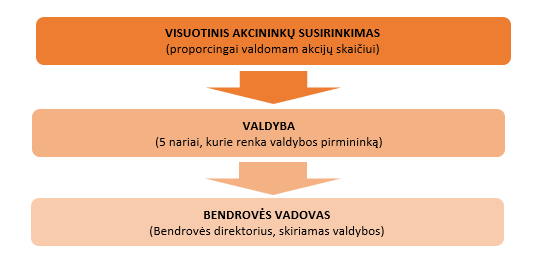 VISUOTINIS AKCININKŲ SUSIRINKIMAS
(proporcingai valdomam akcijų skaičiui)
VALDYBA
(5 nariai, kurie renka valdybos pirmininką)
BENDROVĖS VADOVAS
(Bendrovės direktorius, skiriamas valdybos)